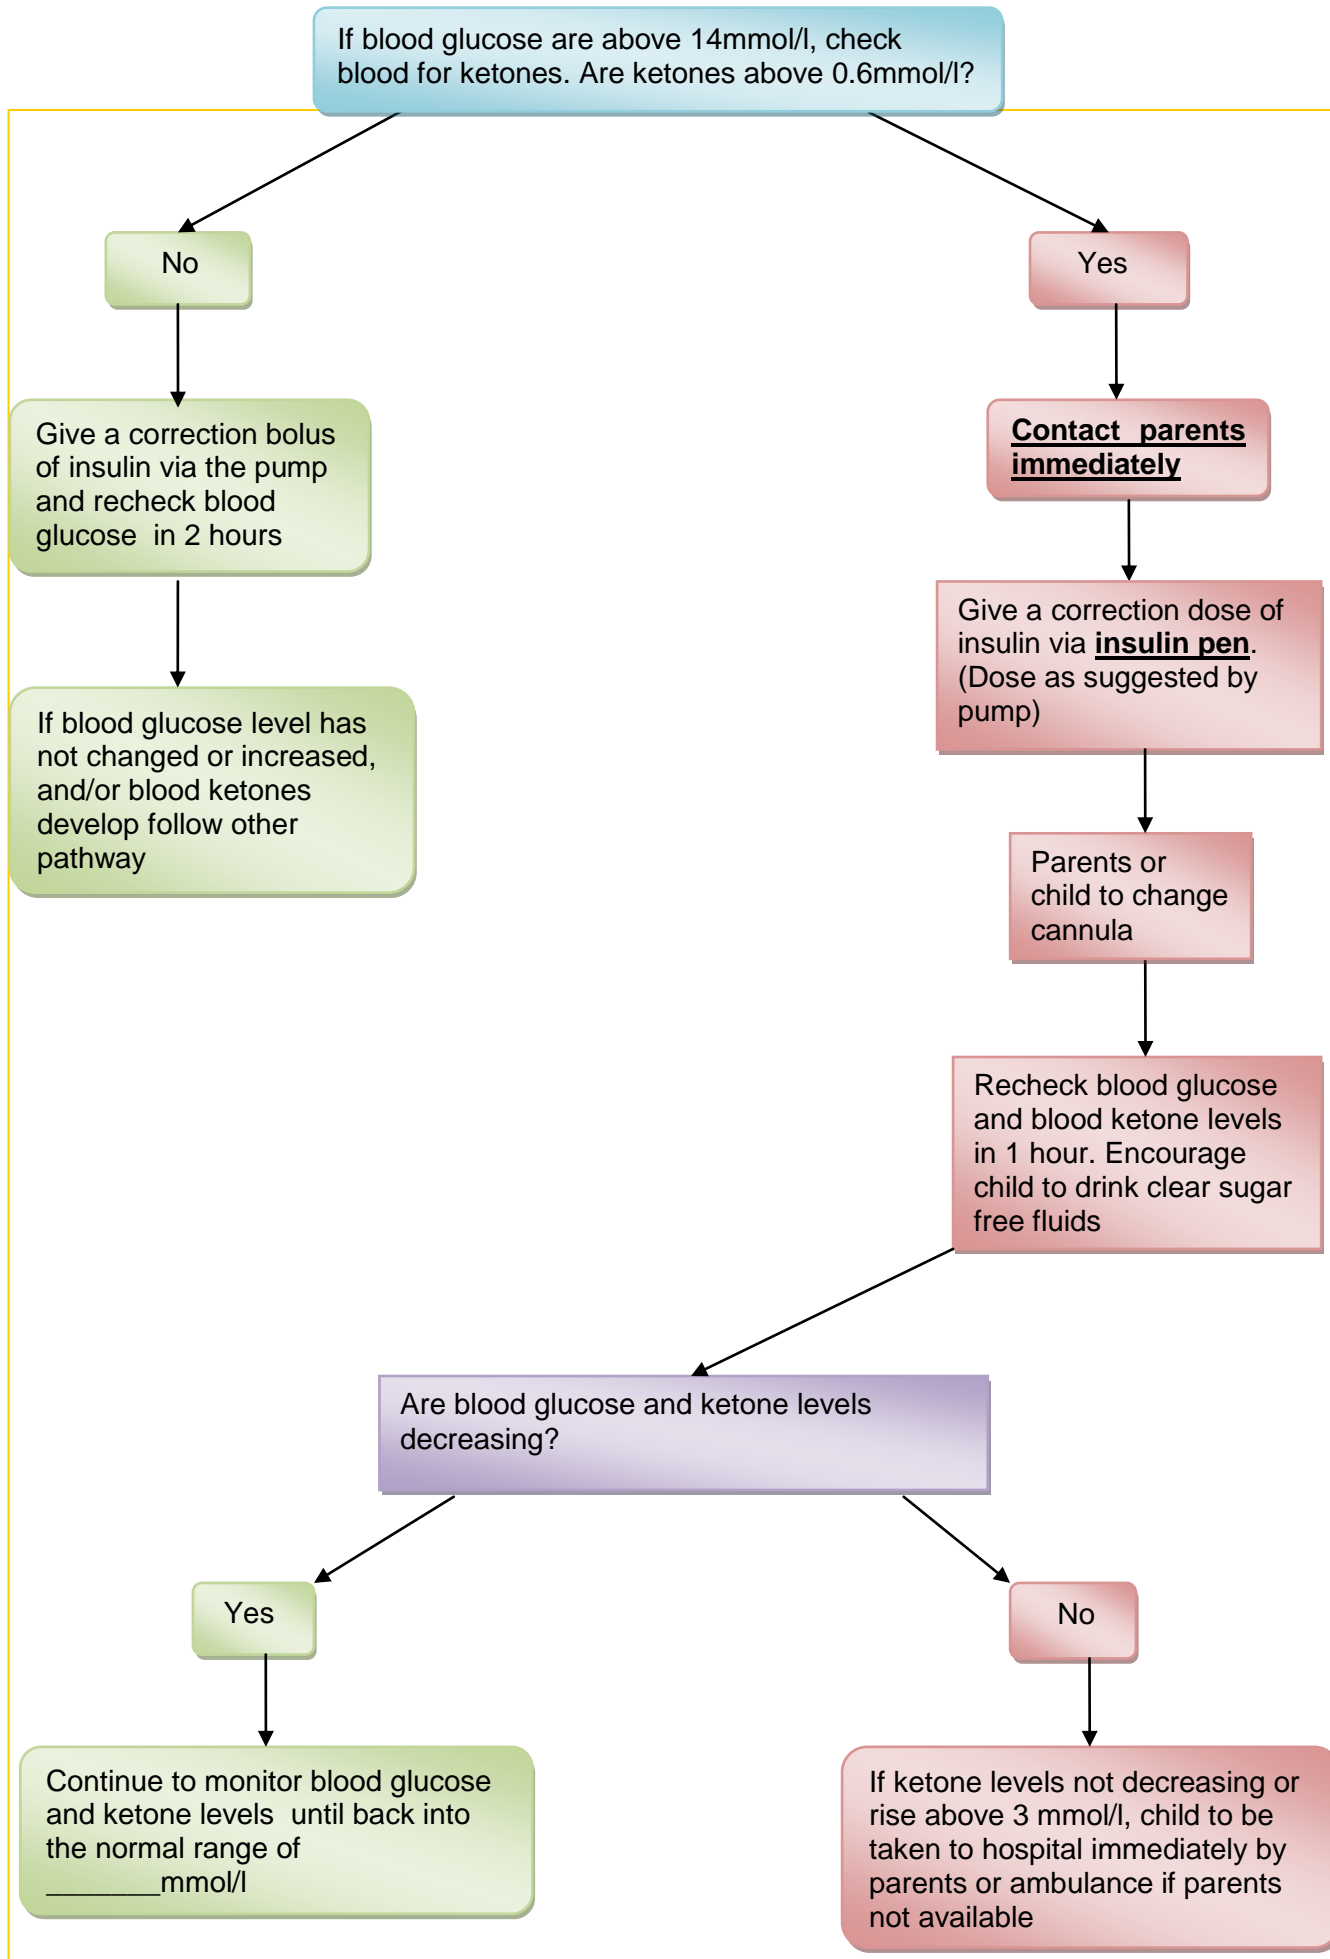 If blood glucose are above 14mmol/l, check
blood for ketones. Are ketones above 0.6mmol/l?
No
Yes
Give a correction bolus
of insulin via the pump
and recheck blood
glucose in 2 hours
If blood glucose level has
not changed or increased,
and/or blood ketones
develop follow other
pathway
Contact parents
immediately
Give a correction dose of
insulin via insulin pen.
(Dose as suggested by
pump)
Parents or
child to change
cannula
Recheck blood glucose
and blood ketone levels
in 1 hour. Encourage
child to drink clear sugar
free fluids
Are blood glucose and ketone levels
decreasing?
Yes
No
Continue to monitor blood glucose
and ketone levels until back into
the normal range of
_______mmol/l
If ketone levels not decreasing or
rise above 3 mmol/l, child to be
taken to hospital immediately by
parents or ambulance if parents
not available